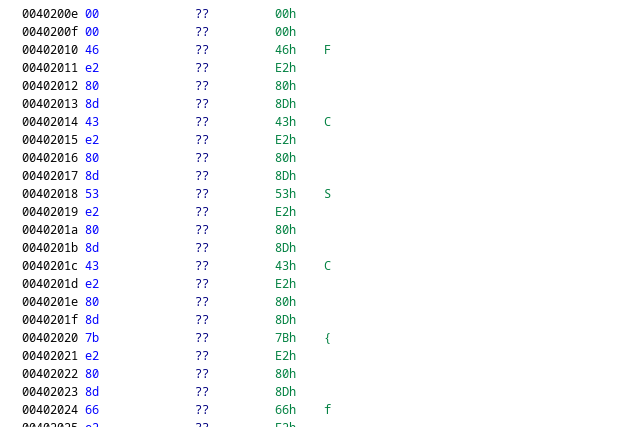 0040200e 00 ?? 00h
0040200f 00 ?? 00h
00402010 46 ?? 46h F
00402011 e2 ?? E2h
00402012 80 ?? 80h
00402013 8d ?? 8Dh
00402014 43 ?? 43h C
00402015 e2 ?? E2h
00402016 80 ?? 80h
00402017 8d ?? 8Dh
00402018 53 ?? 53h S
00402019 e2 ?? E2h
0040201a 80 ?? 80h
0040201b 8d ?? 8Dh
0040201c 43 ?? 43h C
0040201d e2 ?? E2h
0040201e 80 ?? 80h
0040201f 8d ?? 8Dh
00402020 7b ?? 7Bh {
00402021 e2 ?? E2h
00402022 80 ?? 80h
00402023 8d ?? 8Dh
00402024 66 ?? 66h f
00402025 e2 ?? E2h